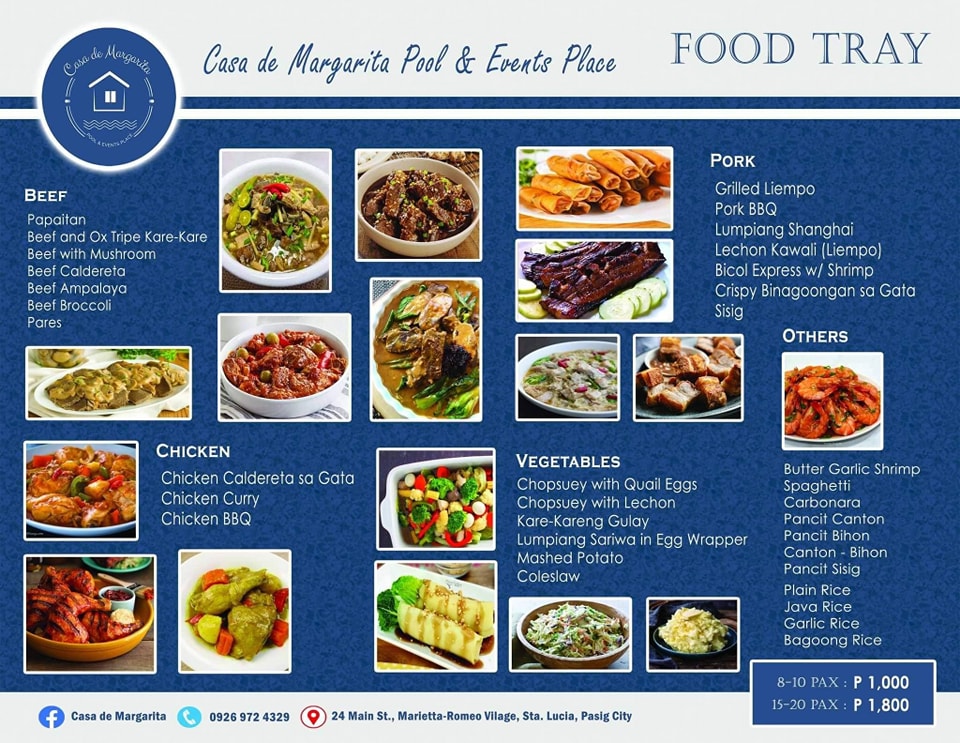 Casa de Margarita
POOL & EVENTS PLACE
Casa de Margarita Pool & Events Place
FOOD TRAY
BEEF
Papaitan
Beef and Ox Tripe Kare-Kare
Beef with Mushroom
Beef Caldereta
Beef Ampalaya
Beef Broccoli
Pares
PORK
Grilled Liempo
Pork BBQ
Lumpiang Shanghai
Lechon Kawali (Liempo)
Bicol Express w/ Shrimp
Crispy Binagoongan sa Gata
Sisig
CHICKEN
Chicken Caldereta sa Gata
Chicken Curry
Chicken BBQ
VEGETABLES
Chopsuey with Quail Eggs
Chopsuey with Lechon
Kare-Kareng Gulay
Lumpiang Sariwa in Egg Wrapper
Mashed Potato
Coleslaw
OTHERS
Butter Garlic Shrimp
Spaghetti
Carbonara
Pancit Canton
Pancit Bihon
Canton - Bihon
Pancit Sisig
Plain Rice
Java Rice
Garlic Rice
Bagoong Rice
8-10 PAX : P 1,000
15-20 PAX : P 1,800
Casa de Margarita 0926 972 4329 24 Main St., Marietta-Romeo Vilage, Sta. Lucia, Pasig City